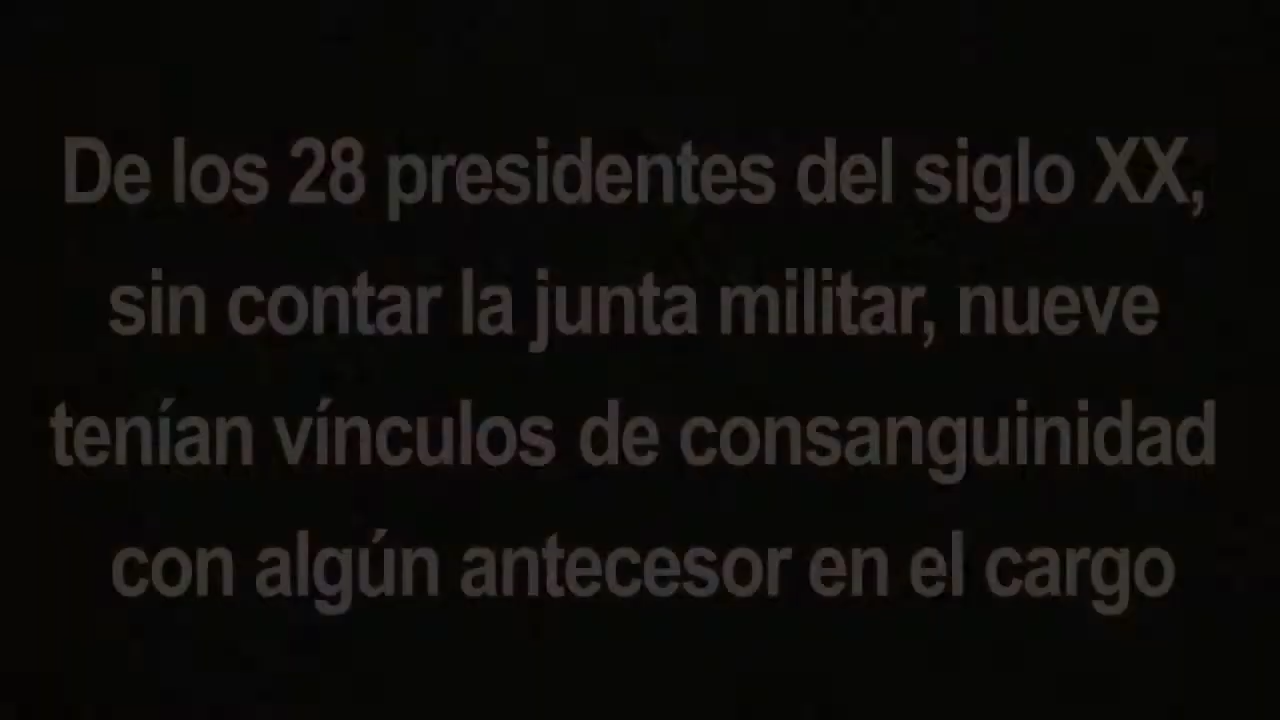 De los 28 presidentes del siglo XX,
sin contar la junta militar, nueve
tenían vínculos de consanguinidad
con algún antecesor en el cargo